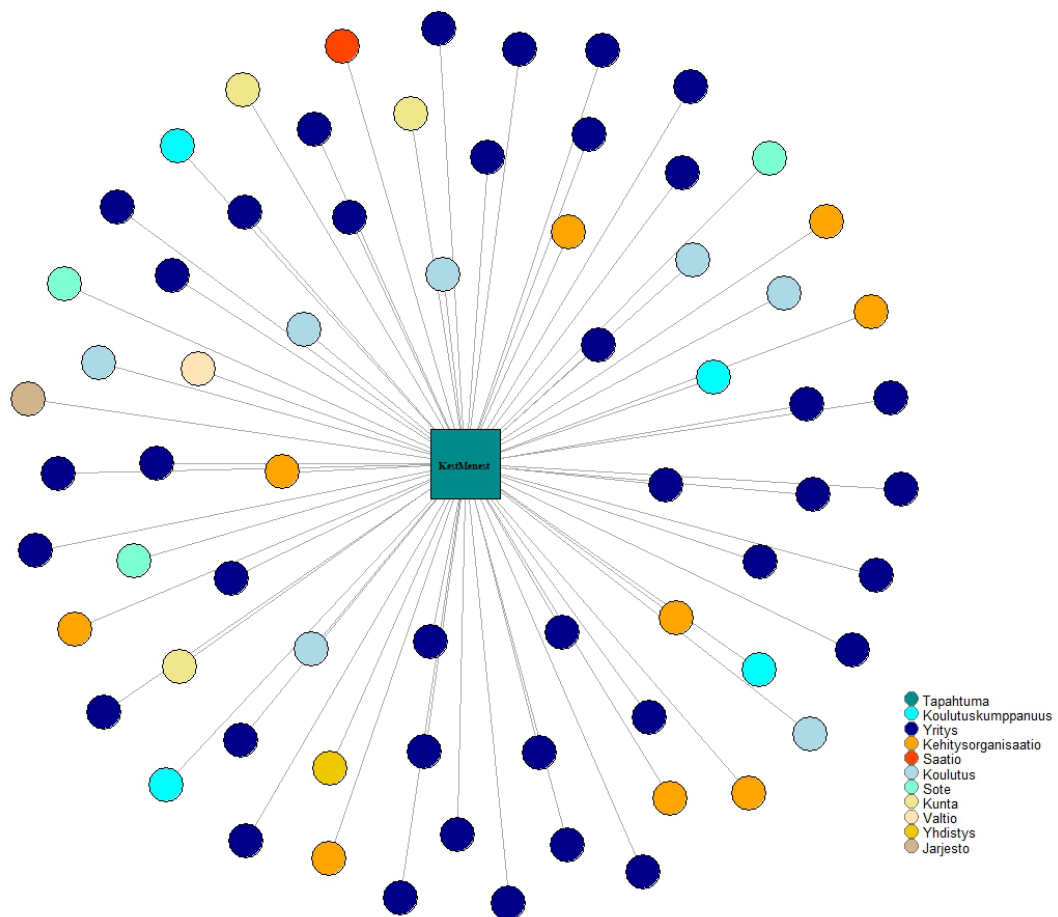 KestMenest
Tapahtuma
Koulutuskumppanuus
Yritys
Kehitysorganisaatio
Saatio
Koulutus
Sote
Kunta
Valtio
Yhdistys
Jarjesto